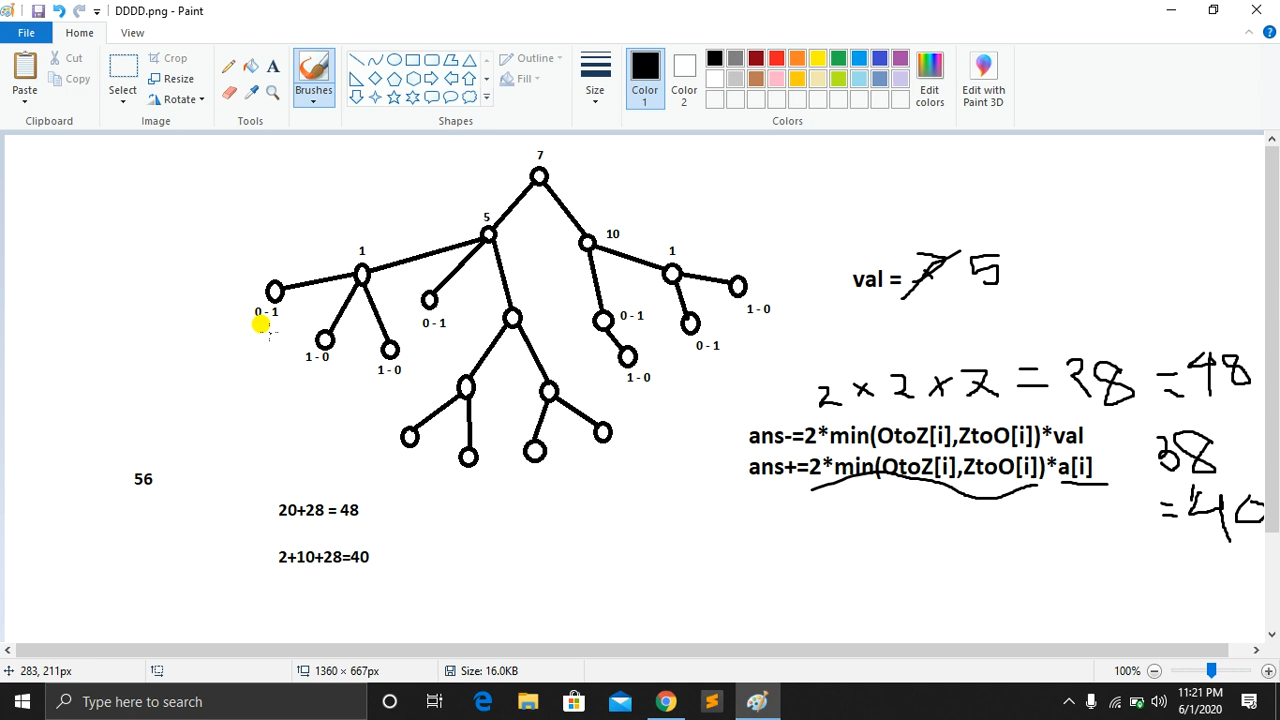 DDDD.png - Paint
File
Home
View
Paste
Cut
Copy
Select
Crop
Resize
Rotate
A
Brushes
Outline
Fill
Size
Color 1
Color 2
Edit colors
Edit with Paint 3D
Clipboard
Image
Tools
Shapes
Colors
7
5
10
1
1
0 - 1
1 - 0
1 - 0
0 - 1
0 - 1
1 - 0
0 - 1
1 - 0
val = 7 5
2 x 2 x 7 = 28 = 48
ans-=2*min(OtoZ[i],ZtoO[i])*val
ans+=2*min(OtoZ[i],ZtoO[i])*a[i]
38
= 40
56
20+28 = 48
2+10+28=40
283, 211px
1360 × 667px
Size: 16.0KB
100%
Type here to search
11:21 PM
6/1/2020